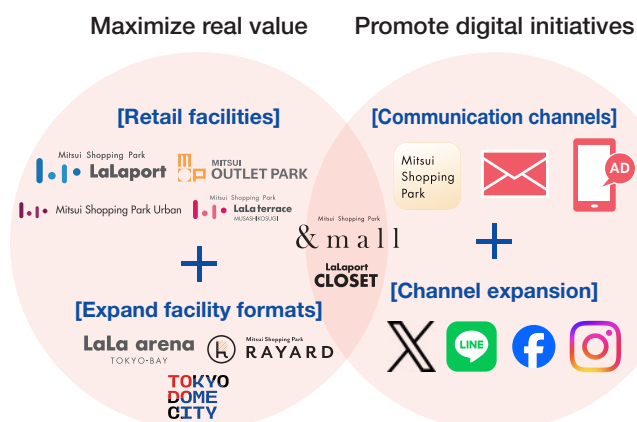 Maximize real value
Promote digital initiatives
[Retail facilities]
Mitsui Shopping Park
LaLaport
MITSUI
OUTLET PARK
Mitsui Shopping Park Urban
Mitsui Shopping Park
LaLa terrace
MUSASHIKOSUGI
[Expand facility formats]
LaLa arena
TOKYO-BAY
Mitsui Shopping Park
RAYARD
TOKYO
DOME
CITY
Mitsui Shopping Park
&mall
LaLaport
CLOSET
[Communication channels]
Mitsui
Shopping
Park
AD
[Channel expansion]
LINE